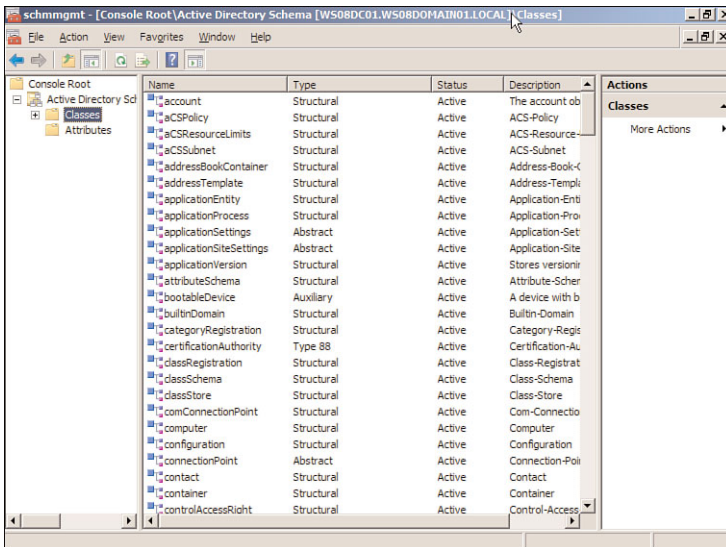 schmmgmt - [Console Root\Active Directory Schema [WS08DC01.WS08DOMAIN01.LOCAL]\Classes]
File Action View Favorites Window Help
Console Root
Active Directory Sch
Classes
Attributes
Name Type Status Description
account Structural Active The account ob
aCSPolicy Structural Active ACS-Policy
aCSResourceLimits Structural Active ACS-Resource-
aCSSubnet Structural Active ACS-Subnet
addressBookContainer Structural Active Address-Book-C
addressTemplate Structural Active Address-Templa
applicationEntity Structural Active Application-Enti
applicationProcess Structural Active Application-Pro
applicationSettings Abstract Active Application-Set
applicationSiteSettings Abstract Active Application-Site
applicationVersion Structural Active Stores versionin
attributeSchema Structural Active Attribute-Scher
bootableDevice Auxiliary Active A device with b
builtinDomain Structural Active Builtin-Domain
categoryRegistration Structural Active Category-Regis
certificationAuthority Type 88 Active Certification-Au
classRegistration Structural Active Class-Registrat
classSchema Structural Active Class-Schema
classStore Structural Active Class-Store
comConnectionPoint Structural Active Com-Connectio
computer Structural Active Computer
configuration Structural Active Configuration
connectionPoint Abstract Active Connection-Poi
contact Structural Active Contact
container Structural Active Container
controlAccessRight Structural Active Control-Access
Actions
Classes
More Actions